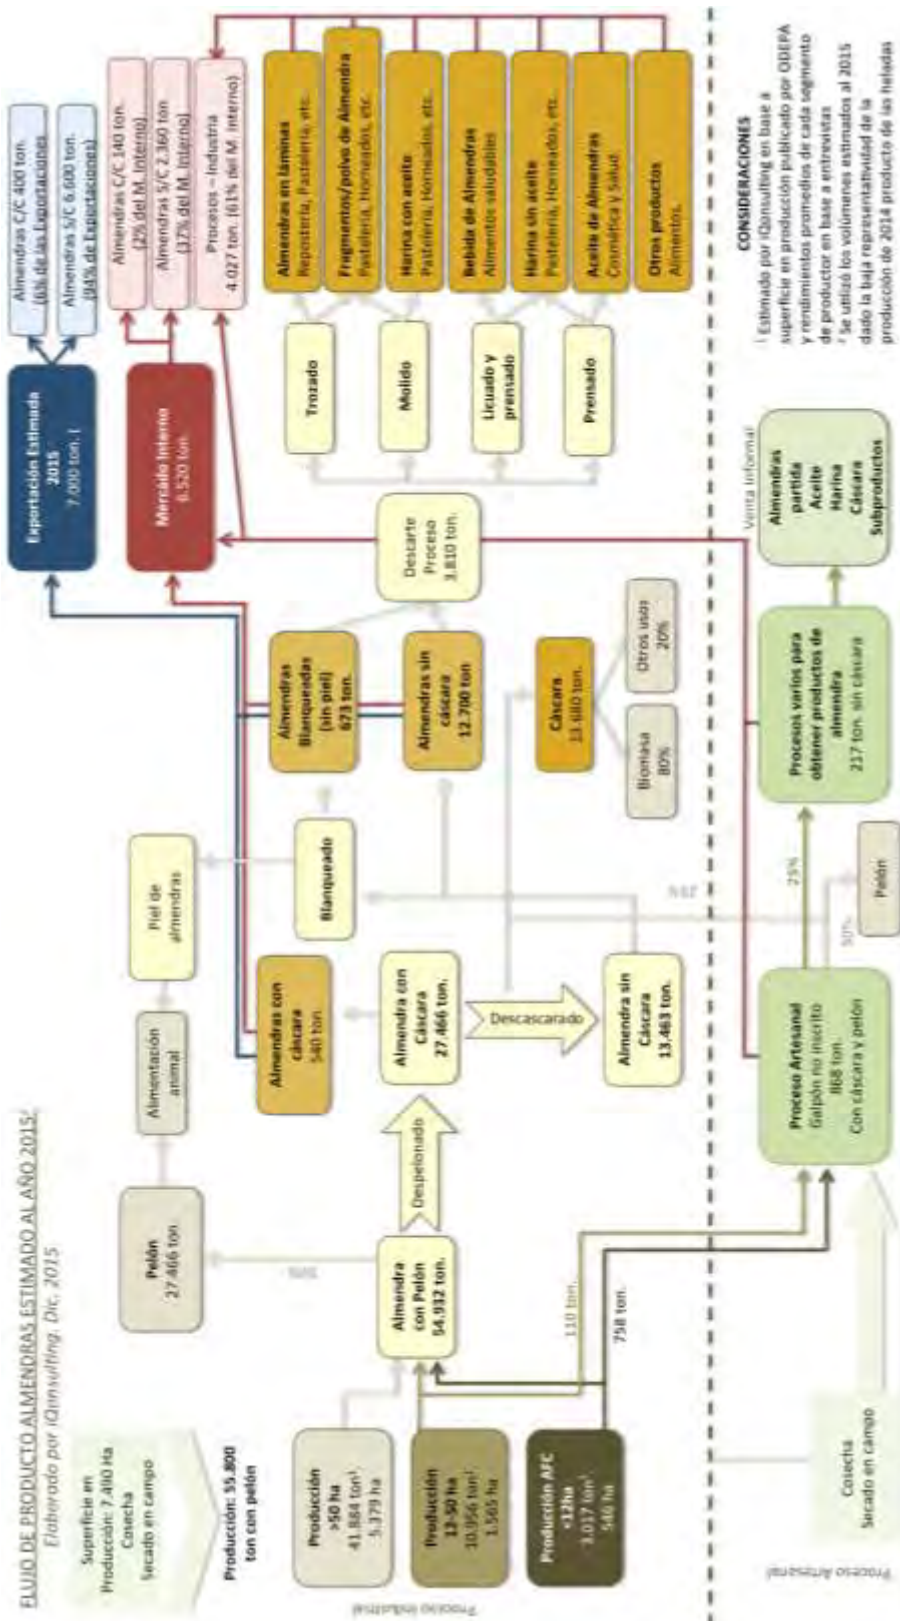 FLUJO DE PRODUCTO ALMENDRAS ESTIMADO AL AÑO 2015²
Elaborado por iQonsulting, Dic. 2015
Superficie en
Producción: 7.490 Ha
Cosecha
Secado en campo
Producción: 55.800
ton con pelón
Proceso Industrial
Producción
>50 ha
41.884 ton¹
5.379 ha
Producción
12-50 ha
10.956 ton¹
1.565 ha
Producción AFC
<12ha
3.017 ton¹
546 ha
Pelón
27.466 ton
50%
Almendra
con Pelón
54.932 ton.
110 ton.
758 ton.
Alimentación
animal
Piel de
almendras
Despelonado
Almendras con
cáscara
540 ton.
Almendra con
Cáscara
27.466 ton.
Descascarado
Almendra sin
Cáscara
13.463 ton.
Blanqueado
Almendras
Blanqueadas
(sin piel)
673 ton.
Almendras sin
cáscara
12.700 ton.
Cáscara
13.680 ton.
Biomasa
80%
Otros usos
20%
Descarte
Proceso
3.810 ton.
Exportación Estimada
2015
7.000 ton.
Mercado Interno
6.520 ton.
Almendras C/C 400 ton.
(6% de las Exportaciones)
Almendras S/C 6.600 ton.
(94% de Exportaciones)
Almendras C/C 140 ton.
(2% del M. Interno)
Almendras S/C 2.360 ton
(37% del M. Interno)
Procesos – Industria
4.027 ton. (61% del M. Interno)
Trozado
Molido
Licuado y
prensado
Prensado
Almendras en laminas
Repostería, Pastelería, etc.
Fragmentos/polvo de Almendra
Pastelería, Horneados, etc.
Harina con aceite
Pastelería, Hornados, etc.
Bebida de Almendras
Alimentos saludables
Harina sin aceite
Pastelería, Hornados, etc.
Aceite de Almendras
Cosmética y Salud.
Otros productos
Alimentos.
Proceso Artesanal
Cosecha
Secado en campo
Proceso Artesanal
Galpón no inscrito
868 ton.
Con cáscara y pelón
25%
25%
50%
Pelón
Procesos varios para
obtener productos de
almendra
217 ton. sin cáscara
Venta informal
Almendras
partida
Aceite
Harina
Cáscara
Subproductos
CONSIDERACIONES
¹ Estimado por iQonsulting en base a
superficie en producción publicado por ODEPA
y rendimientos promedios de cada segmento
de productor en base a entrevistas
² Se utilizó los volúmenes estimados al 2015
dado la baja representatividad de la
producción de 2014 producto de las heladas